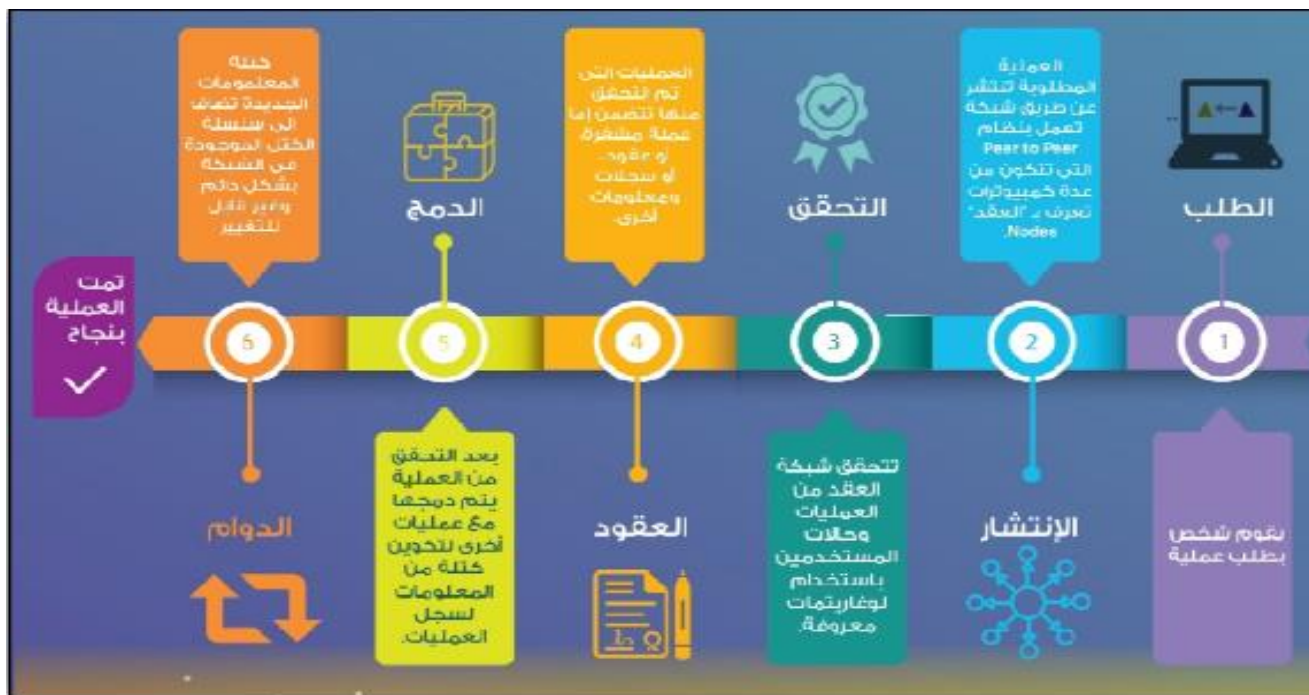 1
الطلب
يقوم شخص
بطلب عملية
2
الإنتشار
العملية
المطلوبة تنتشر
عن طريق شبكة
تعمل بنظام
Peer to Peer
التي تتكون من
عدة كمبيوترات
تعرف بـ "العقد"
Nodes.
3
التحقق
تتحقق شبكة
العقد من
العمليات
وحالات
المستخدمين
باستخدام
لوغاريتمات
معروفة.
4
العقود
العمليات التي
تم التحقق
منها تتضمن إما
عملة مشفرة،
أو عقود،
أو سجلات
ومعلومات
أخرى.
5
الدمج
بعد التحقق
من العملية
يتم دمجها
مع عمليات
أخرى لتكوين
كتلة من
المعلومات
لسجل
العمليات.
6
الدوام
كتلة
المعلومات
الجديدة تضاف
إلى سلسلة
الكتل الموجودة
في الشبكة
بشكل دائم
وغير قابل
للتغيير
تمت
العملية
بنجاح